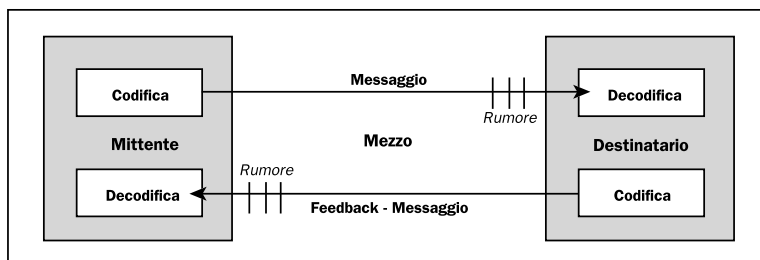 Messaggio
Codifica
Decodifica
Rumore
Mittente
Mezzo
Destinatario
Rumore
Decodifica
Codifica
Feedback - Messaggio